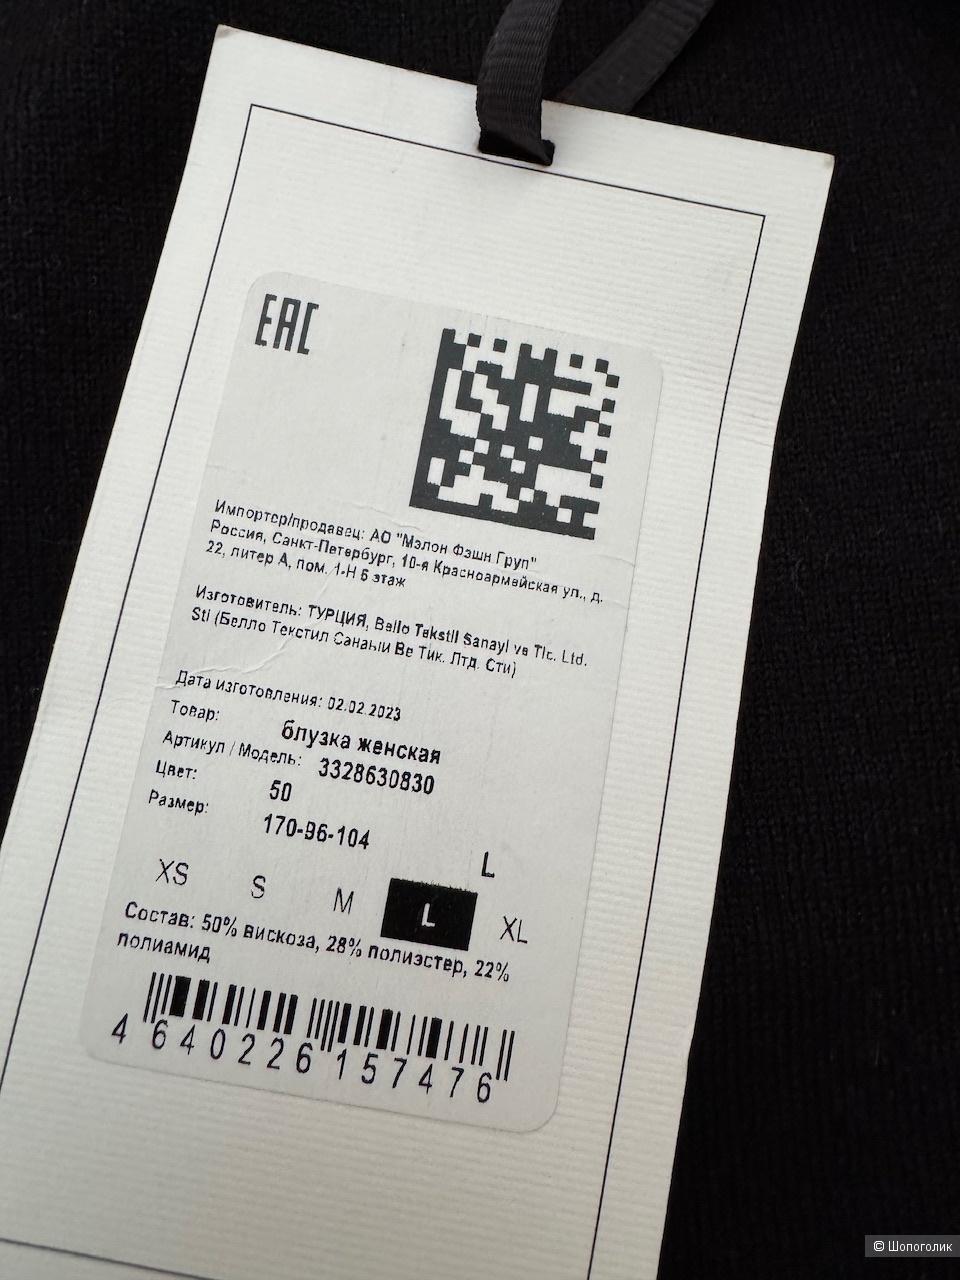 EAC
Импортер/продавец: АО "Мэлон Фэшн Груп"
Россия, Санкт-Петербург, 10-я Красноармейская ул., д.
22, литер А, пом. 1-Н 6 этаж
Изготовитель: ТУРЦИЯ, Bello Tekstil Sanayi ve Tic. Ltd.
Sti (Белло Текстил Санаыи Ве Тик. Лтд. Сти)
Дата изготовления: 02.02.2023
Товар: блузка женская
Артикул / Модель: 3328630830
Цвет: 50
Размер: 170-96-104
L
XS S M L XL
Состав: 50% вискоза, 28% полиэстер, 22%
полиамид
4 640226 157476
© Шопоголик